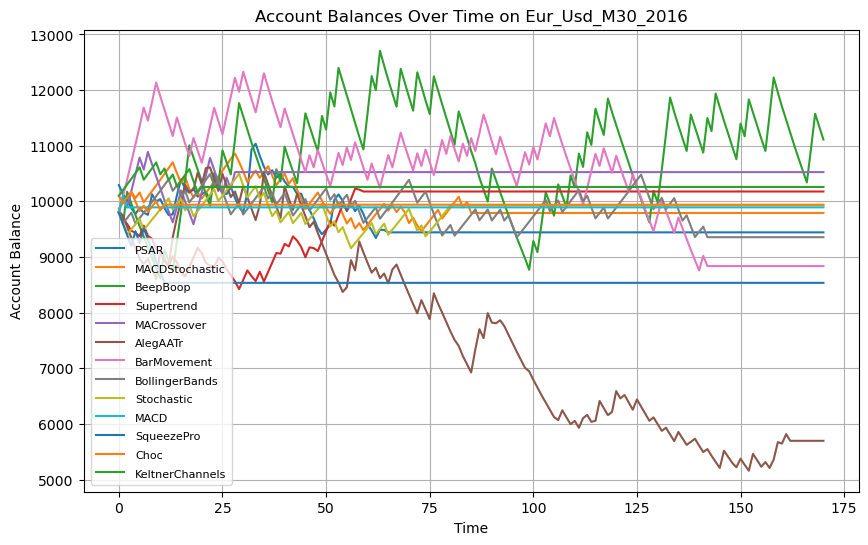 Account Balances Over Time on Eur_Usd_M30_2016
Account Balance
13000
12000
11000
10000
9000
8000
7000
6000
5000
PSAR
MACDStochastic
BeepBoop
Supertrend
MACrossover
AlegAATr
BarMovement
BollingerBands
Stochastic
MACD
SqueezePro
Choc
KeltnerChannels
0 25 50 75 100 125 150 175
Time